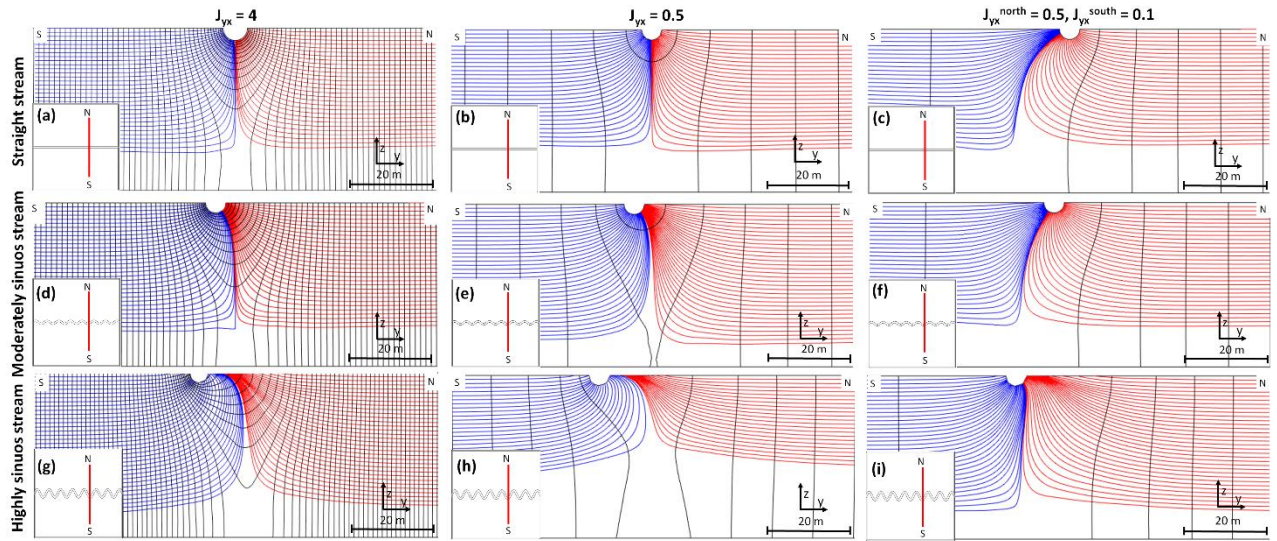 J_yx = 4
J_yx = 0.5
J_yx^north = 0.5, J_yx^south = 0.1
Straight stream
S
N
(a)
N
S
z
y
20 m
S
N
(b)
N
S
z
y
20 m
S
N
(c)
N
S
z
y
20 m
Moderately sinuos stream
S
N
(d)
N
S
z
y
20 m
S
N
(e)
N
S
z
y
20 m
S
N
(f)
N
S
z
y
20 m
Highly sinuos stream
S
N
(g)
N
S
z
y
20 m
S
N
(h)
N
S
z
y
20 m
S
N
(i)
N
S
z
y
20 m